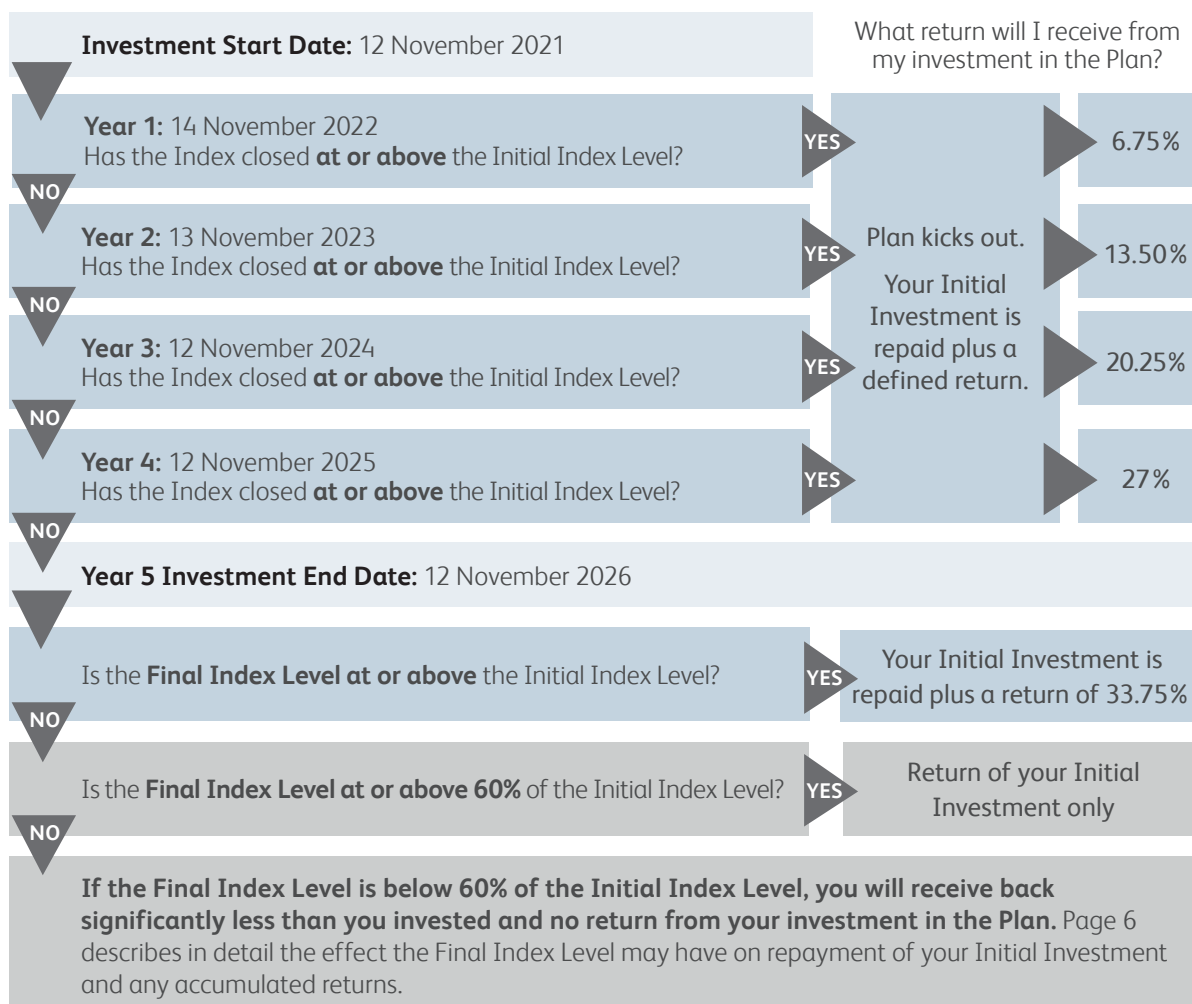 Investment Start Date: 12 November 2021
What return will I receive from
my investment in the Plan?
Year 1: 14 November 2022
Has the Index closed at or above the Initial Index Level?
YES
6.75%
NO
Year 2: 13 November 2023
Has the Index closed at or above the Initial Index Level?
YES
Plan kicks out.
Your Initial
Investment is
repaid plus a
defined return.
13.50%
NO
Year 3: 12 November 2024
Has the Index closed at or above the Initial Index Level?
YES
20.25%
NO
Year 4: 12 November 2025
Has the Index closed at or above the Initial Index Level?
YES
27%
NO
Year 5 Investment End Date: 12 November 2026
Is the Final Index Level at or above the Initial Index Level?
YES
Your Initial Investment is
repaid plus a return of 33.75%
NO
Is the Final Index Level at or above 60% of the Initial Index Level?
YES
Return of your Initial
Investment only
NO
If the Final Index Level is below 60% of the Initial Index Level, you will receive back
significantly less than you invested and no return from your investment in the Plan. Page 6
describes in detail the effect the Final Index Level may have on repayment of your Initial Investment
and any accumulated returns.